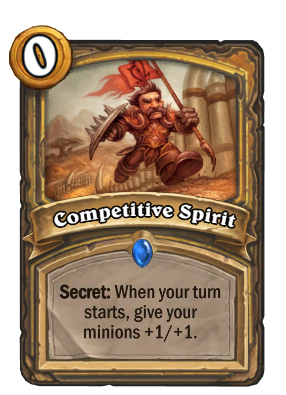 0
Competitive Spirit
Secret: When your turn
starts, give your
minions +1/+1.